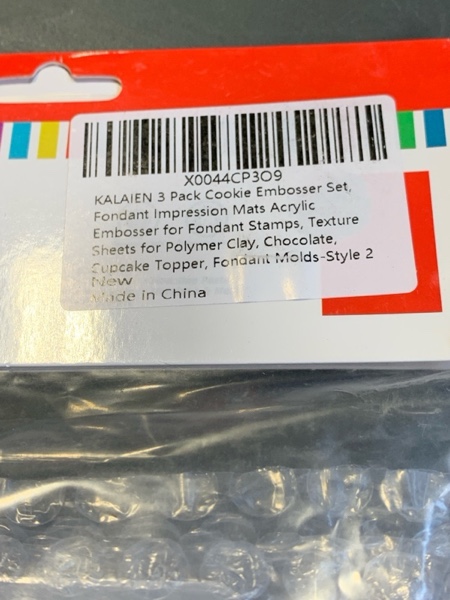 X0044CP3O9
KALAIEN 3 Pack Cookie Embosser Set,
Fondant Impression Mats Acrylic
Embosser for Fondant Stamps, Texture
Sheets for Polymer Clay, Chocolate,
Cupcake Topper, Fondant Molds-Style 2
New
Made in China